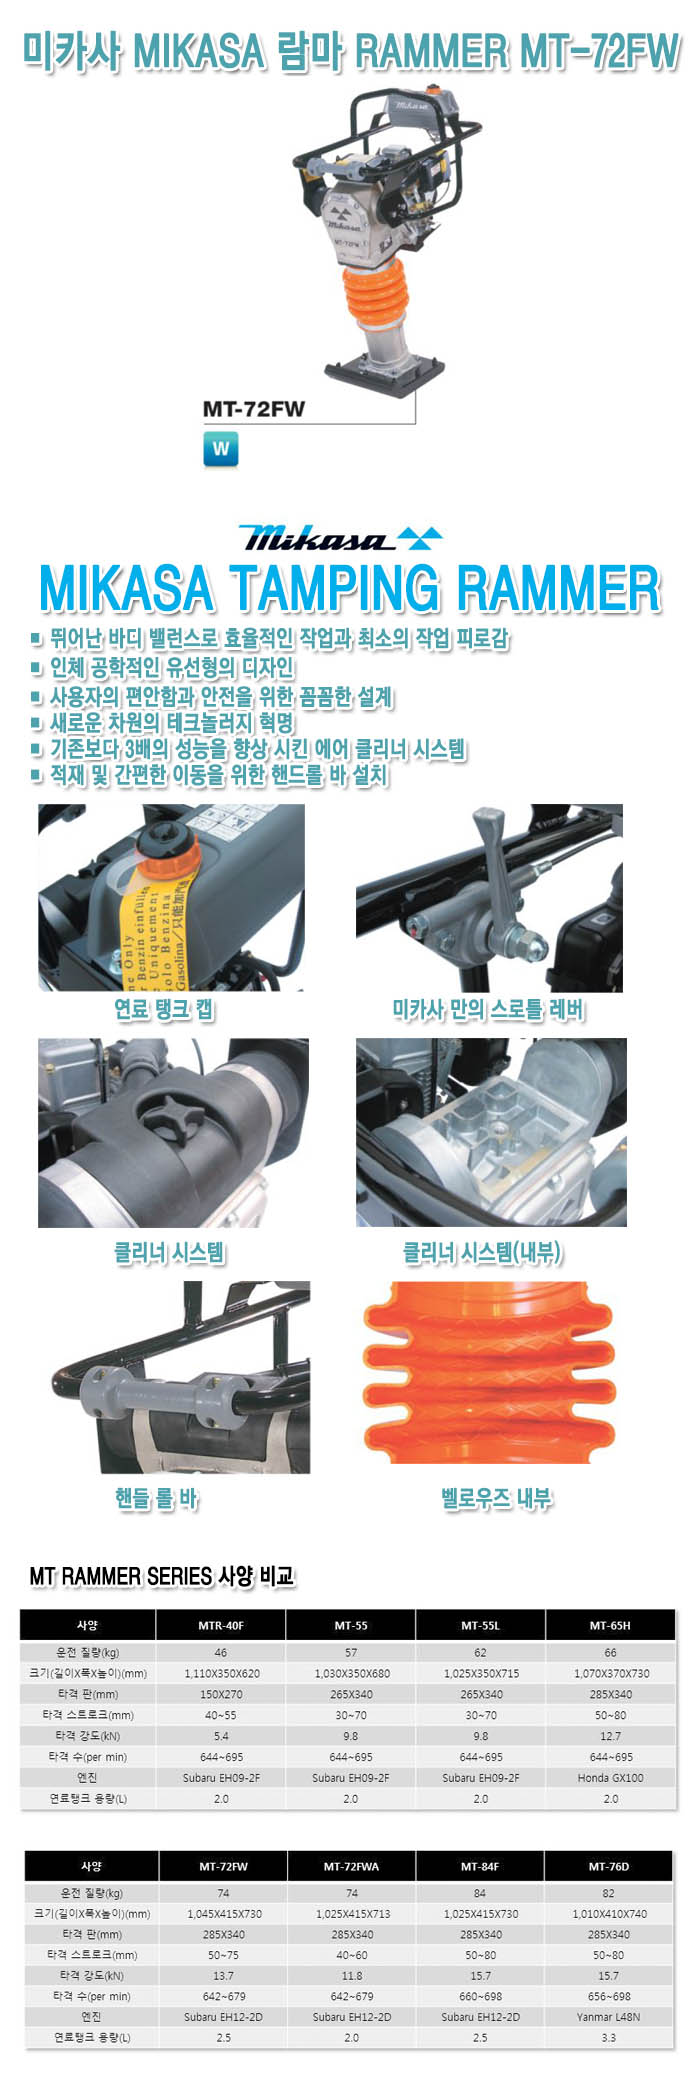 미카사 MIKASA 람마 RAMMER MT-72FW
Mikasa
Mikasa
MT-72FW
MT-72FW
W
Mikasa
MIKASA TAMPING RAMMER
▪ 뛰어난 바디 밸런스로 효율적인 작업과 최소의 작업 피로감
▪ 인체 공학적인 유선형의 디자인
▪ 사용자의 편안함과 안전을 위한 꼼꼼한 설계
▪ 새로운 차원의 테크놀러지 혁명
▪ 기존보다 3배의 성능을 향상 시킨 에어 클리너 시스템
▪ 적재 및 간편한 이동을 위한 핸드롤 바 설치
ne Only
r Benzin einfüllen
e Uniquement
solo Benzina
Gasolina／只能加汽
연료 탱크 캡
미카사 만의 스로틀 레버
클리너 시스템
클리너 시스템(내부)
핸들 롤 바
벨로우즈 내부
MT RAMMER SERIES 사양 비교
사양 MTR-40F MT-55 MT-55L MT-65H
운전 질량(kg) 46 57 62 66
크기(길이X폭X높이)(mm) 1,110X350X620 1,030X350X680 1,025X350X715 1,070X370X730
타격 판(mm) 150X270 265X340 265X340 285X340
타격 스트로크(mm) 40~55 30~70 30~70 50~80
타격 강도(kN) 5.4 9.8 9.8 12.7
타격 수(per min) 644~695 644~695 644~695 644~695
엔진 Subaru EH09-2F Subaru EH09-2F Subaru EH09-2F Honda GX100
연료탱크 용량(L) 2.0 2.0 2.0 2.0
사양 MT-72FW MT-72FWA MT-84F MT-76D
운전 질량(kg) 74 74 84 82
크기(길이X폭X높이)(mm) 1,045X415X730 1,025X415X713 1,025X415X730 1,010X410X740
타격 판(mm) 285X340 285X340 285X340 285X340
타격 스트로크(mm) 50~75 40~60 50~80 50~80
타격 강도(kN) 13.7 11.8 15.7 15.7
타격 수(per min) 642~679 642~679 660~698 656~698
엔진 Subaru EH12-2D Subaru EH12-2D Subaru EH12-2D Yanmar L48N
연료탱크 용량(L) 2.5 2.0 2.5 3.3